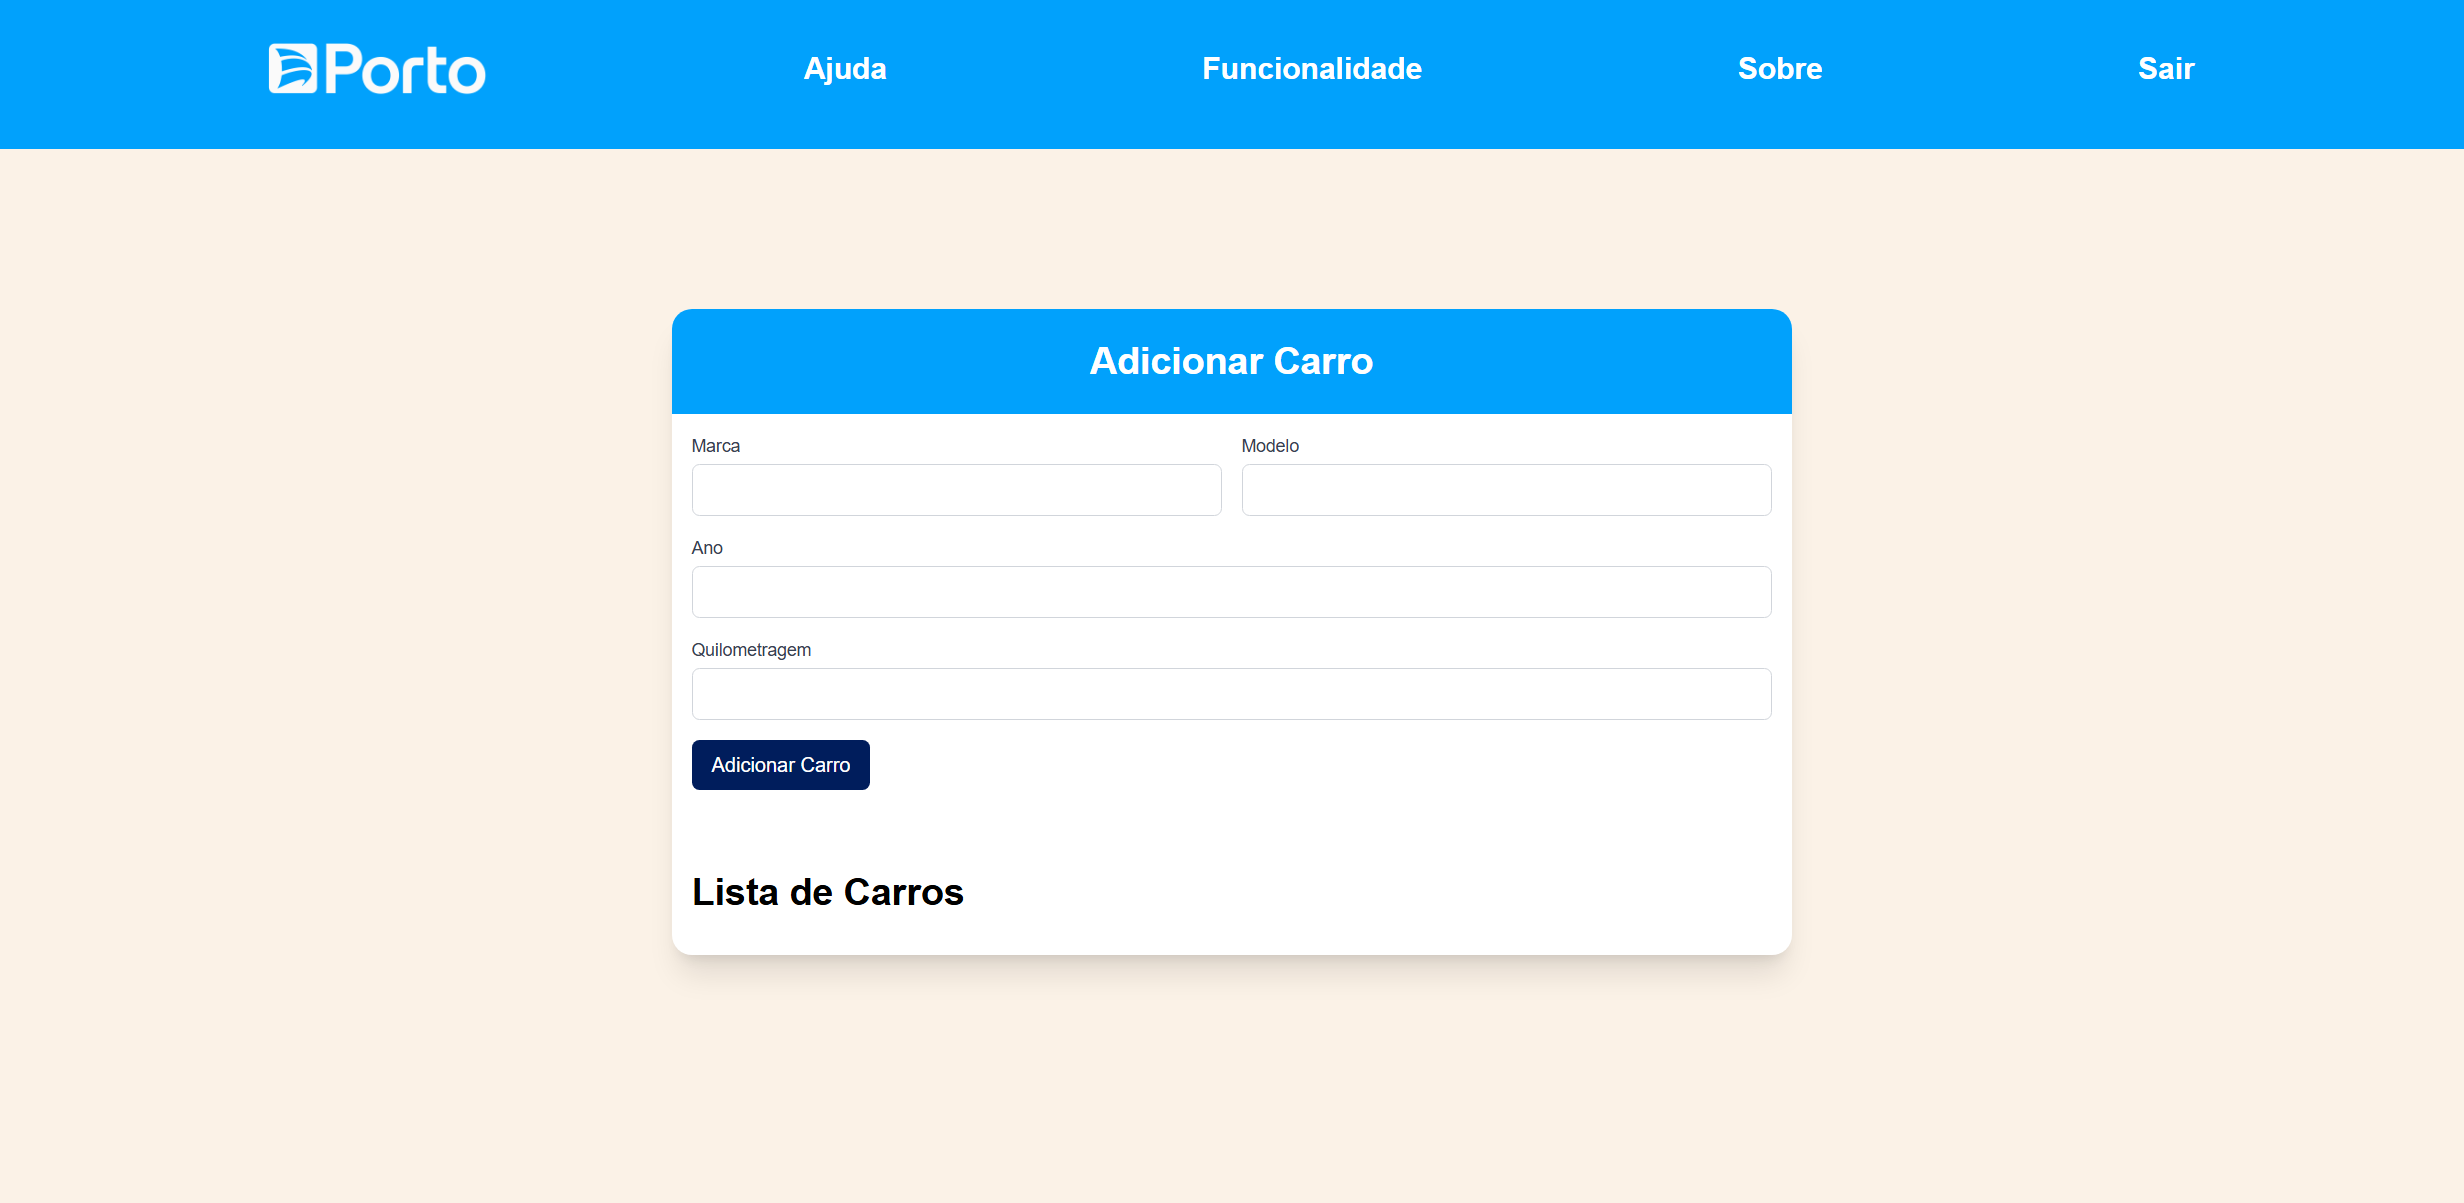 Porto Ajuda Funcionalidade Sobre Sair
Adicionar Carro
Marca Modelo
Ano
Quilometragem
Adicionar Carro
Lista de Carros